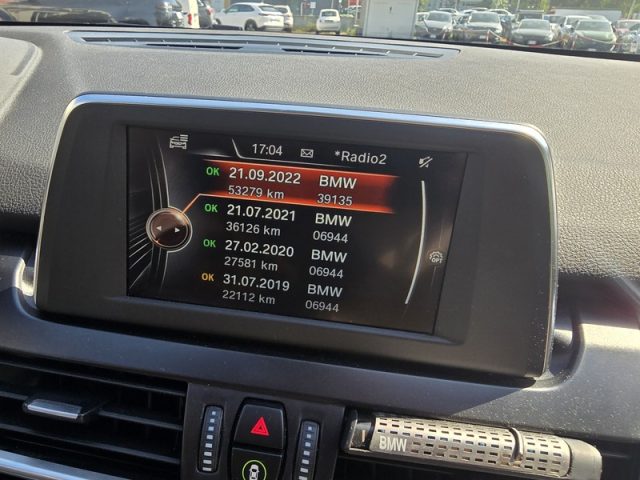 17:04 *Radio2
OK 21.09.2022 BMW
53279 km 39135
OK 21.07.2021 BMW
36126 km 06944
OK 27.02.2020 BMW
27581 km 06944
OK 31.07.2019 BMW
22112 km 06944
OPT
BMW